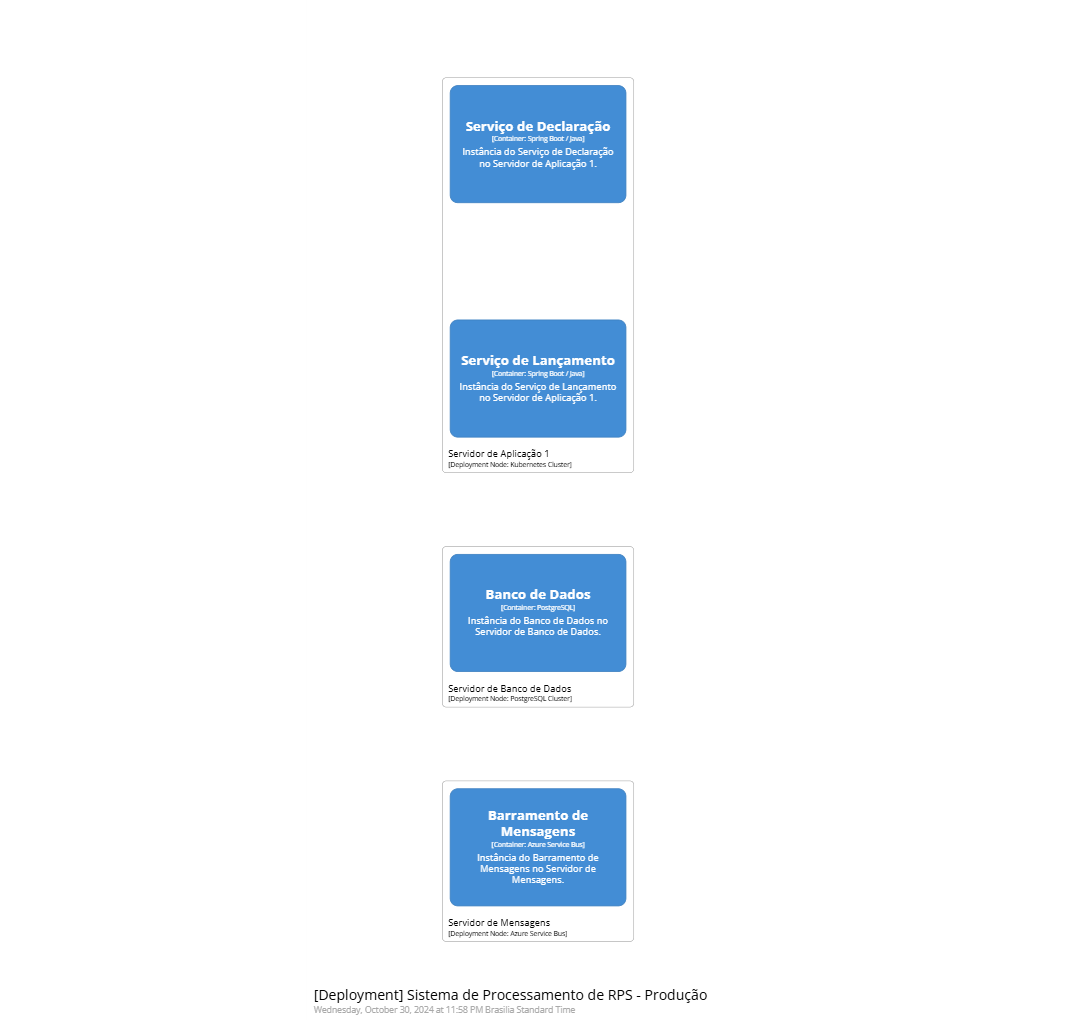 Serviço de Declaração
[Container: Spring Boot / Java]
Instância do Serviço de Declaração
no Servidor de Aplicação 1.
Serviço de Lançamento
[Container: Spring Boot / Java]
Instância do Serviço de Lançamento
no Servidor de Aplicação 1.
Servidor de Aplicação 1
[Deployment Node: Kubernetes Cluster]
Banco de Dados
[Container: PostgreSQL]
Instância do Banco de Dados no
Servidor de Banco de Dados.
Servidor de Banco de Dados
[Deployment Node: PostgreSQL Cluster]
Barramento de
Mensagens
[Container: Azure Service Bus]
Instância do Barramento de
Mensagens no Servidor de
Mensagens.
Servidor de Mensagens
[Deployment Node: Azure Service Bus]
[Deployment] Sistema de Processamento de RPS - Produção
Wednesday, October 30, 2024 at 11:58 PM Brasilia Standard Time